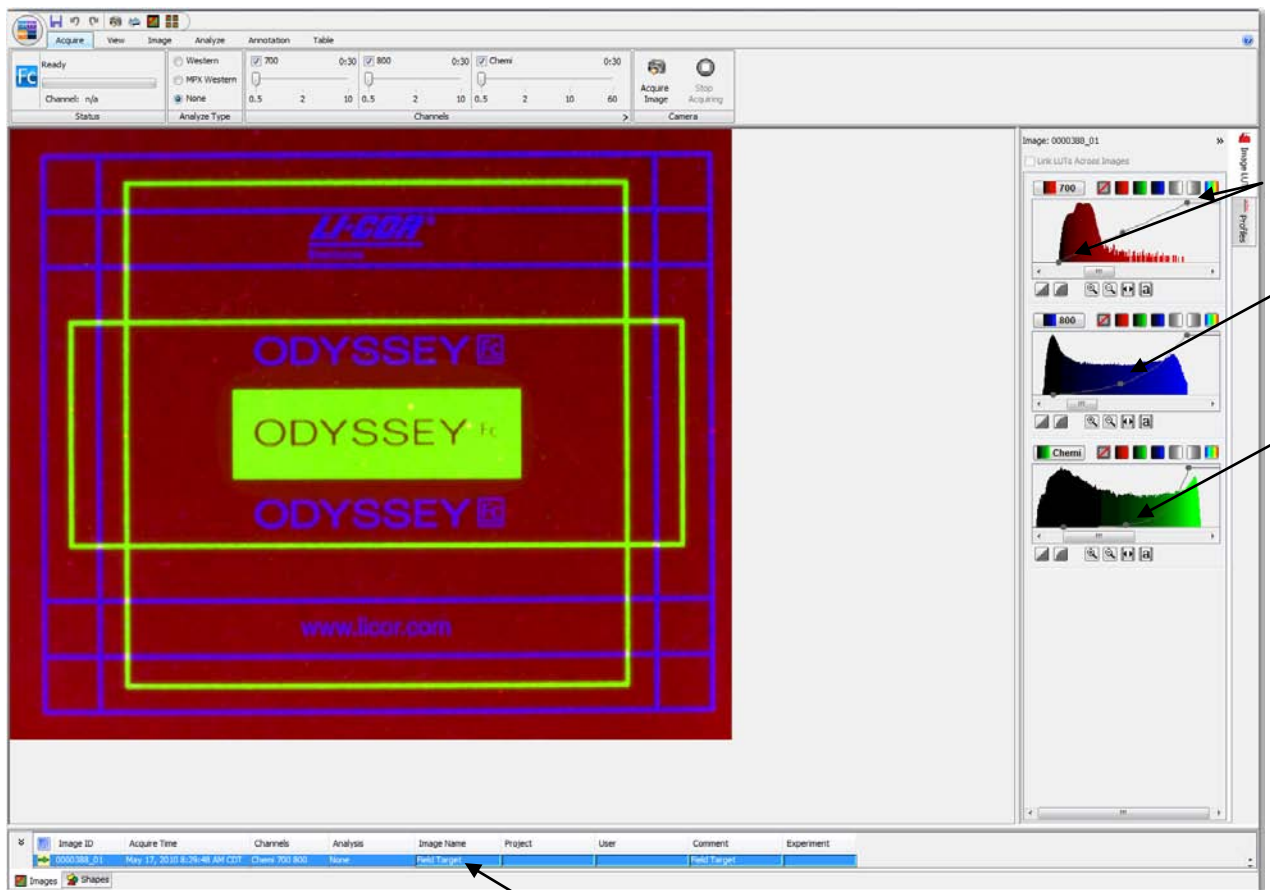 Acquire View Image Analyze Annotation Table
Ready
Channel: n/a
Status
Western
MPX Western
None
Analyze Type
700 0:30 800 0:30 Chemi 0:30
0.5 2 10 0.5 2 10 0.5 2 10 60
Channels >
Acquire Image
Stop Acquiring
Camera
Fc
LI-COR®
ODYSSEY Fc
ODYSSEY Fc
ODYSSEY Fc
www.licor.com
Image: 0000388_01 »
Link LUTs Across Images
700
a
800
a
Chemi
a
Image LUTs
Profiles
Image ID Acquire Time Channels Analysis Image Name Project User Comment Experiment
0000388_01 May 17, 2010 8:29:48 AM CDT Chemi 700 800 None Field Target Field Target
Images Shapes